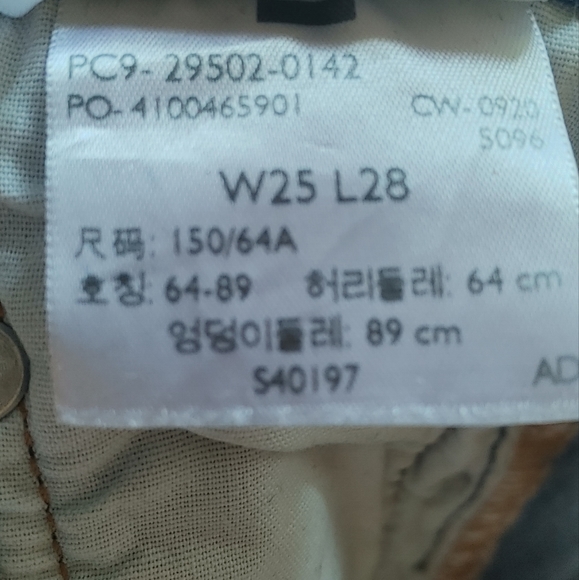 PC9- 29502-0142
PO- 4100465901 CW- 0920
5096
W25 L28
尺码: 150/64A
호칭: 64-89 허리둘레: 64 cm
엉덩이둘레: 89 cm
S40197 AD